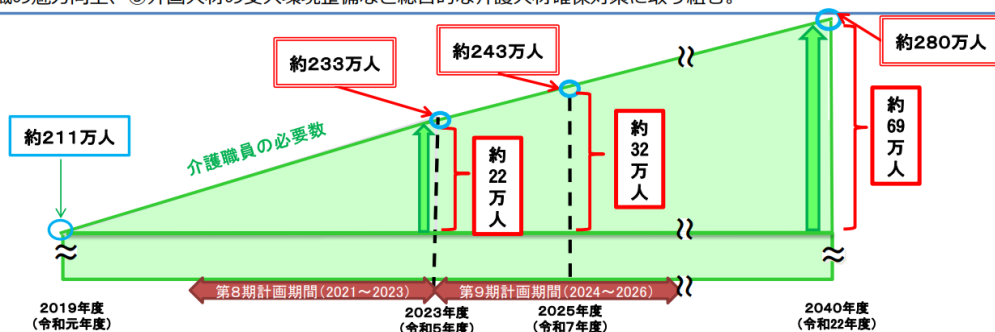 約280万人
約243万人
約233万人
約211万人
介護職員の必要数
約
22
万
人
約
32
万
人
約
69
万
人
第8期計画期間(2021～2023)
第9期計画期間(2024～2026)
2019年度
(令和元年度)
2023年度
(令和5年度)
2025年度
(令和7年度)
2040年度
(令和22年度)